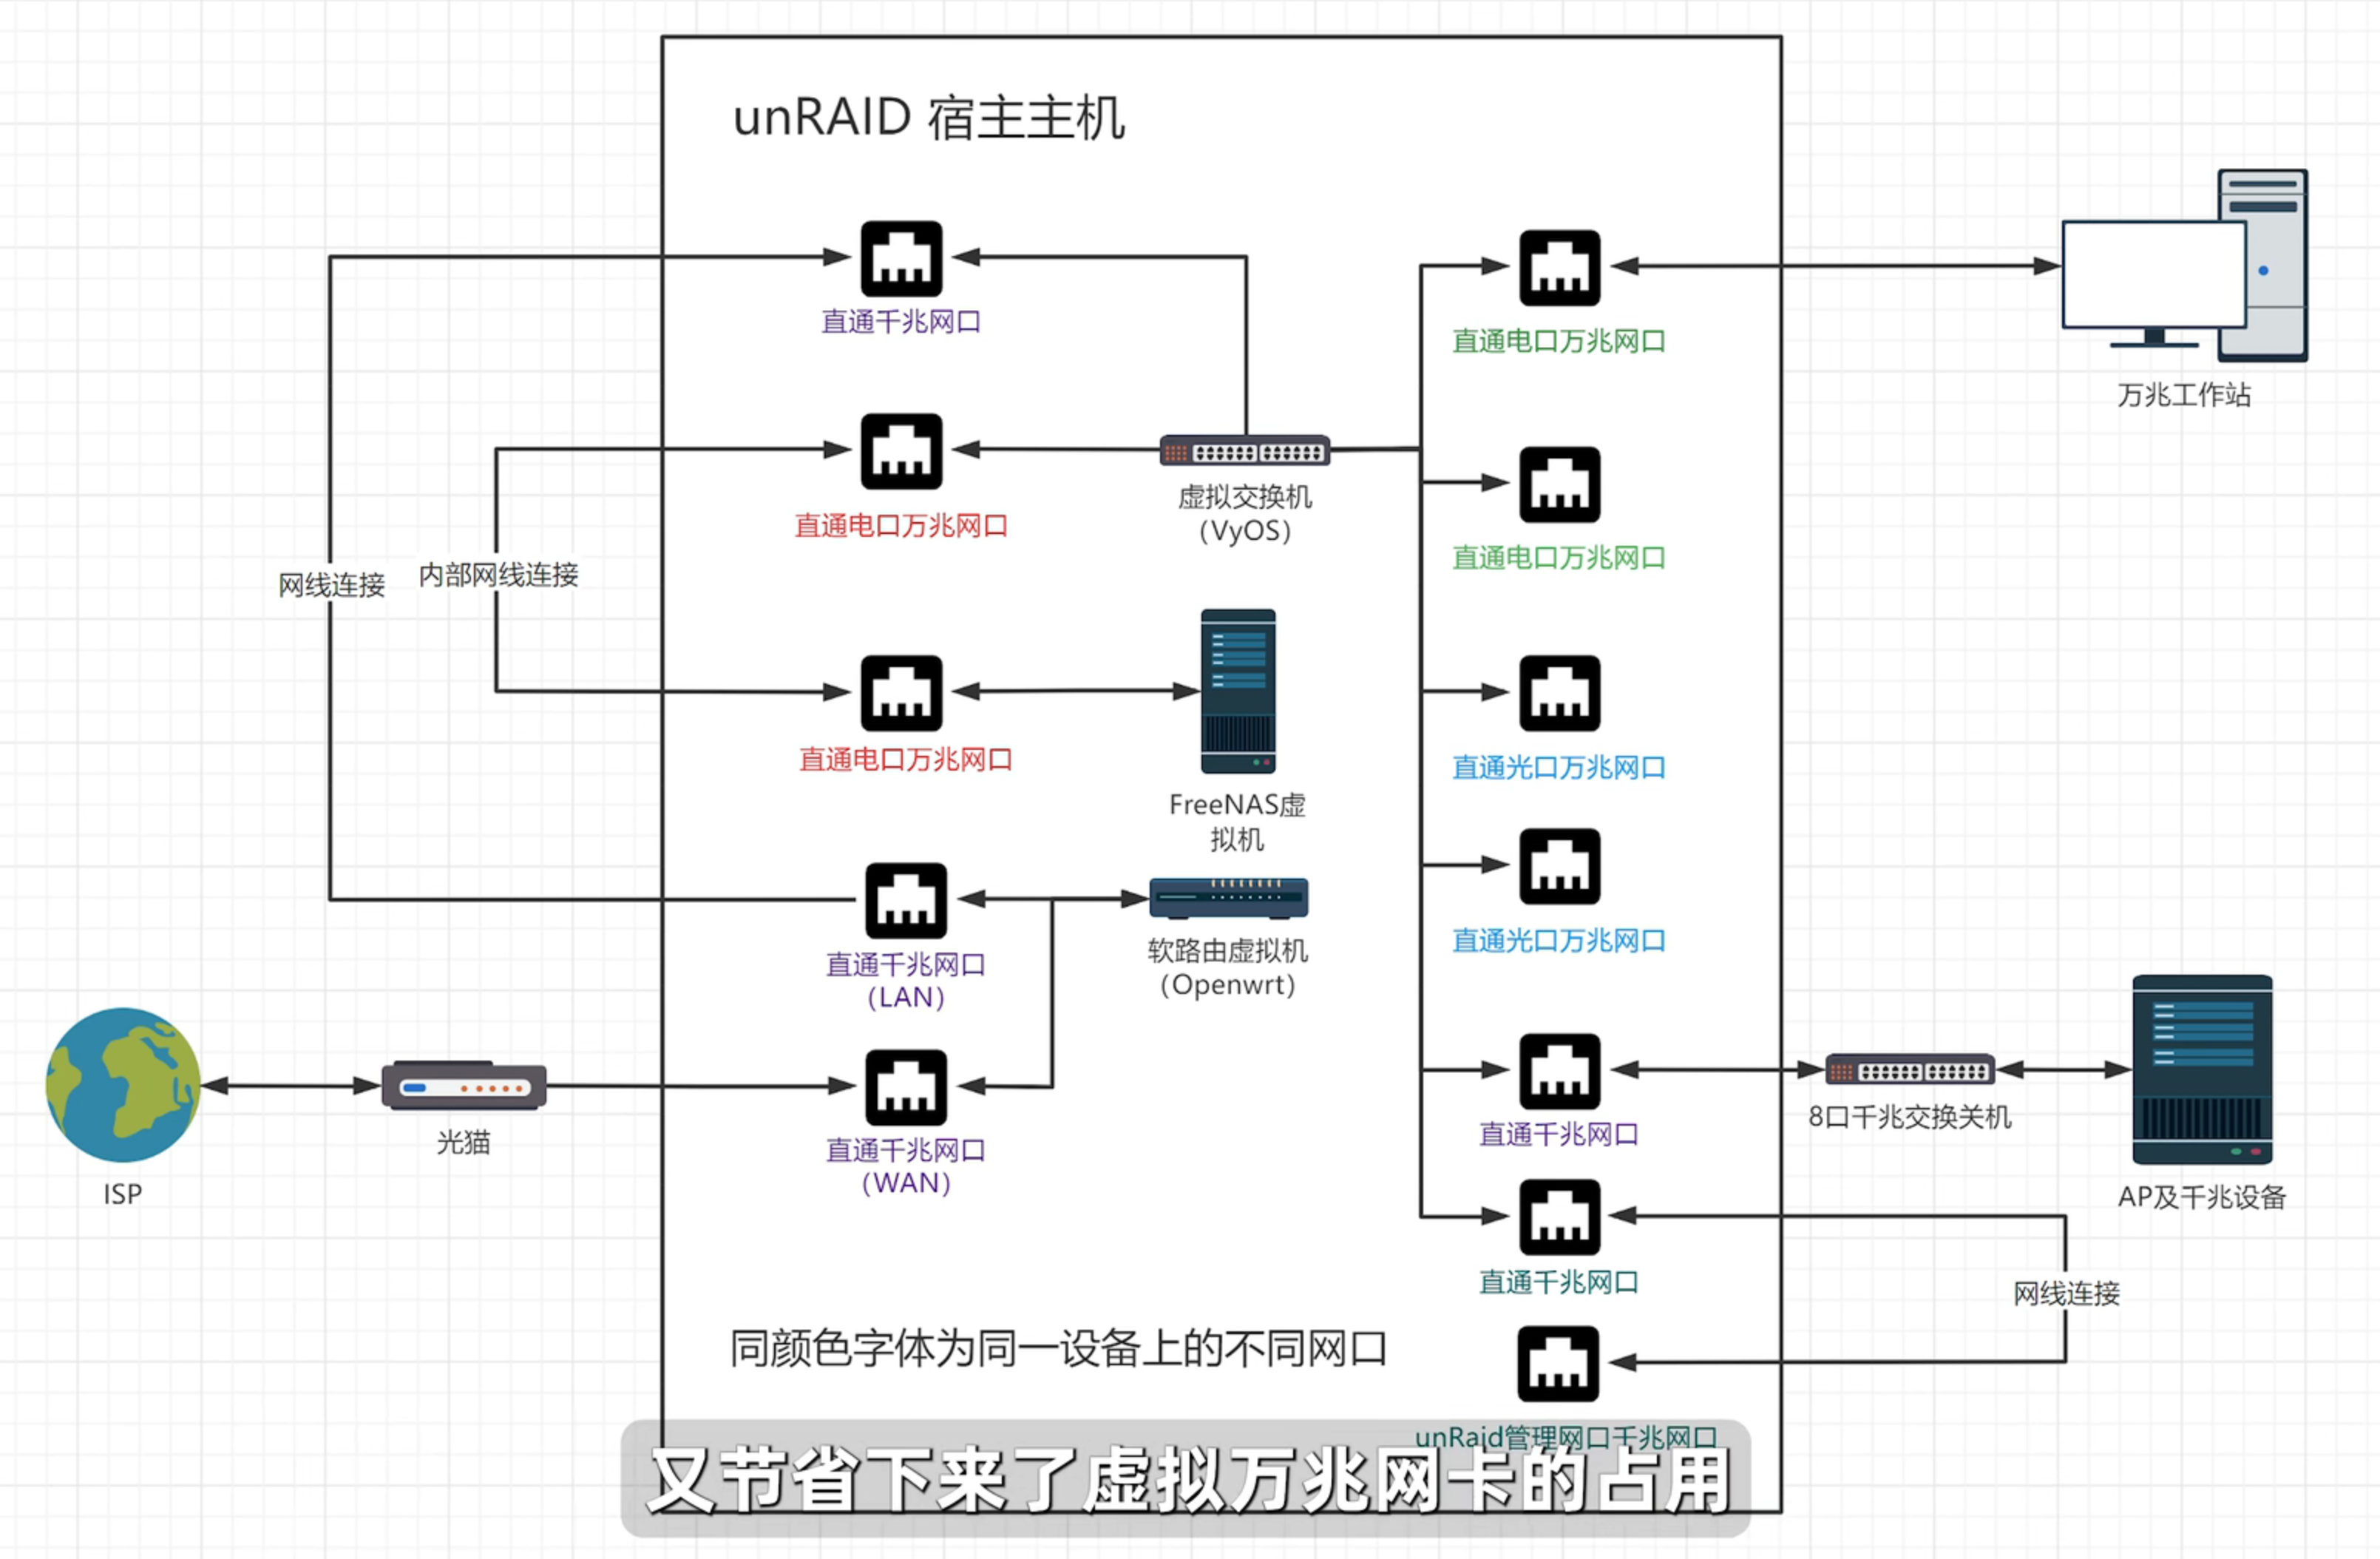 unRAID 宿主主机
直通千兆网口
直通电口万兆网口
万兆工作站
直通电口万兆网口
虚拟交换机
(VyOS)
直通电口万兆网口
网线连接
内部网线连接
直通电口万兆网口
直通光口万兆网口
FreeNAS虚
拟机
直通千兆网口
(LAN)
软路由虚拟机
(Openwrt)
直通光口万兆网口
ISP
光猫
直通千兆网口
(WAN)
直通千兆网口
8口千兆交换关机
AP及千兆设备
直通千兆网口
网线连接
同颜色字体为同一设备上的不同网口
unRaid管理网口千兆网口
又节省下来了虚拟万兆网卡的占用